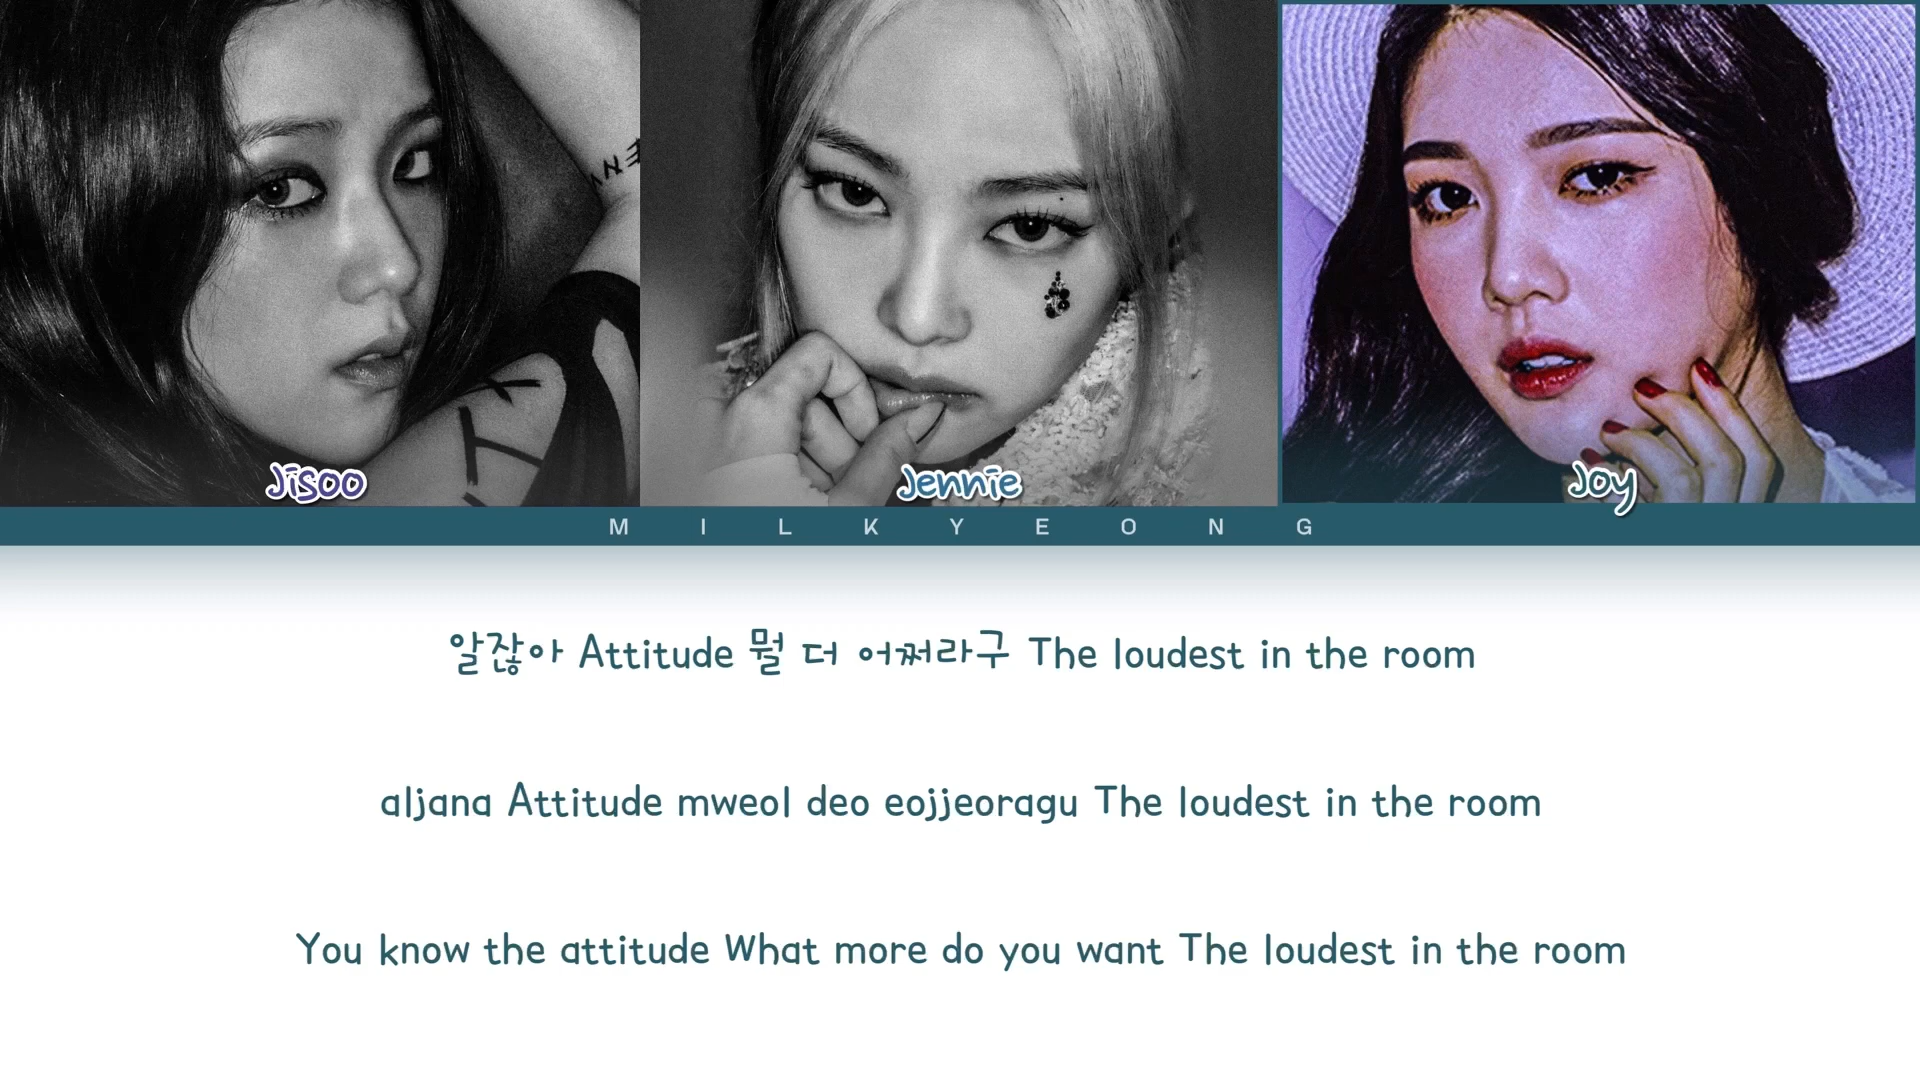 Jisoo
Jennie
Joy
MILKYEONG
알잖아 Attitude 뭘 더 어쩌라구 The loudest in the room
aljana Attitude mweol deo eojjeoragu The loudest in the room
You know the attitude What more do you want The loudest in the room